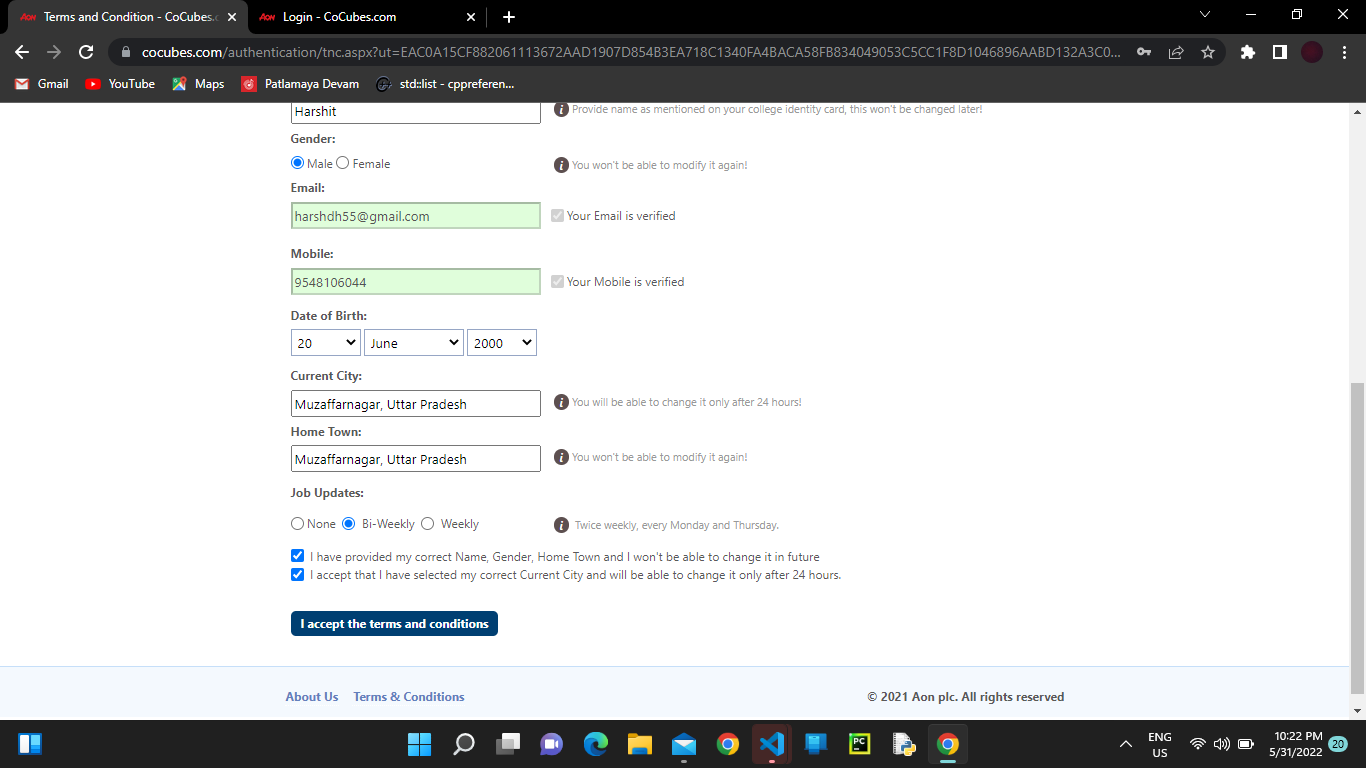 Aon Terms and Condition - CoCubes.c
Aon Login - CoCubes.com
cocubes.com/authentication/tnc.aspx?ut=EAC0A15CF882061113672AAD1907D854B3EA718C1340FA4BACA58FB834049053C5CC1F8D1046896AABD132A3C0...
Gmail YouTube Maps Patlamaya Devam std::list - cppreferen...
Harshit
Provide name as mentioned on your college identity card, this won't be changed later!
Gender:
Male Female
You won't be able to modify it again!
Email:
harshdh55@gmail.com
Your Email is verified
Mobile:
9548106044
Your Mobile is verified
Date of Birth:
20 June 2000
Current City:
Muzaffarnagar, Uttar Pradesh
You will be able to change it only after 24 hours!
Home Town:
Muzaffarnagar, Uttar Pradesh
You won't be able to modify it again!
Job Updates:
None Bi-Weekly Weekly
Twice weekly, every Monday and Thursday.
I have provided my correct Name, Gender, Home Town and I won't be able to change it in future
I accept that I have selected my correct Current City and will be able to change it only after 24 hours.
I accept the terms and conditions
About Us Terms & Conditions
© 2021 Aon plc. All rights reserved
PC
ENG
US
10:22 PM
5/31/2022
20